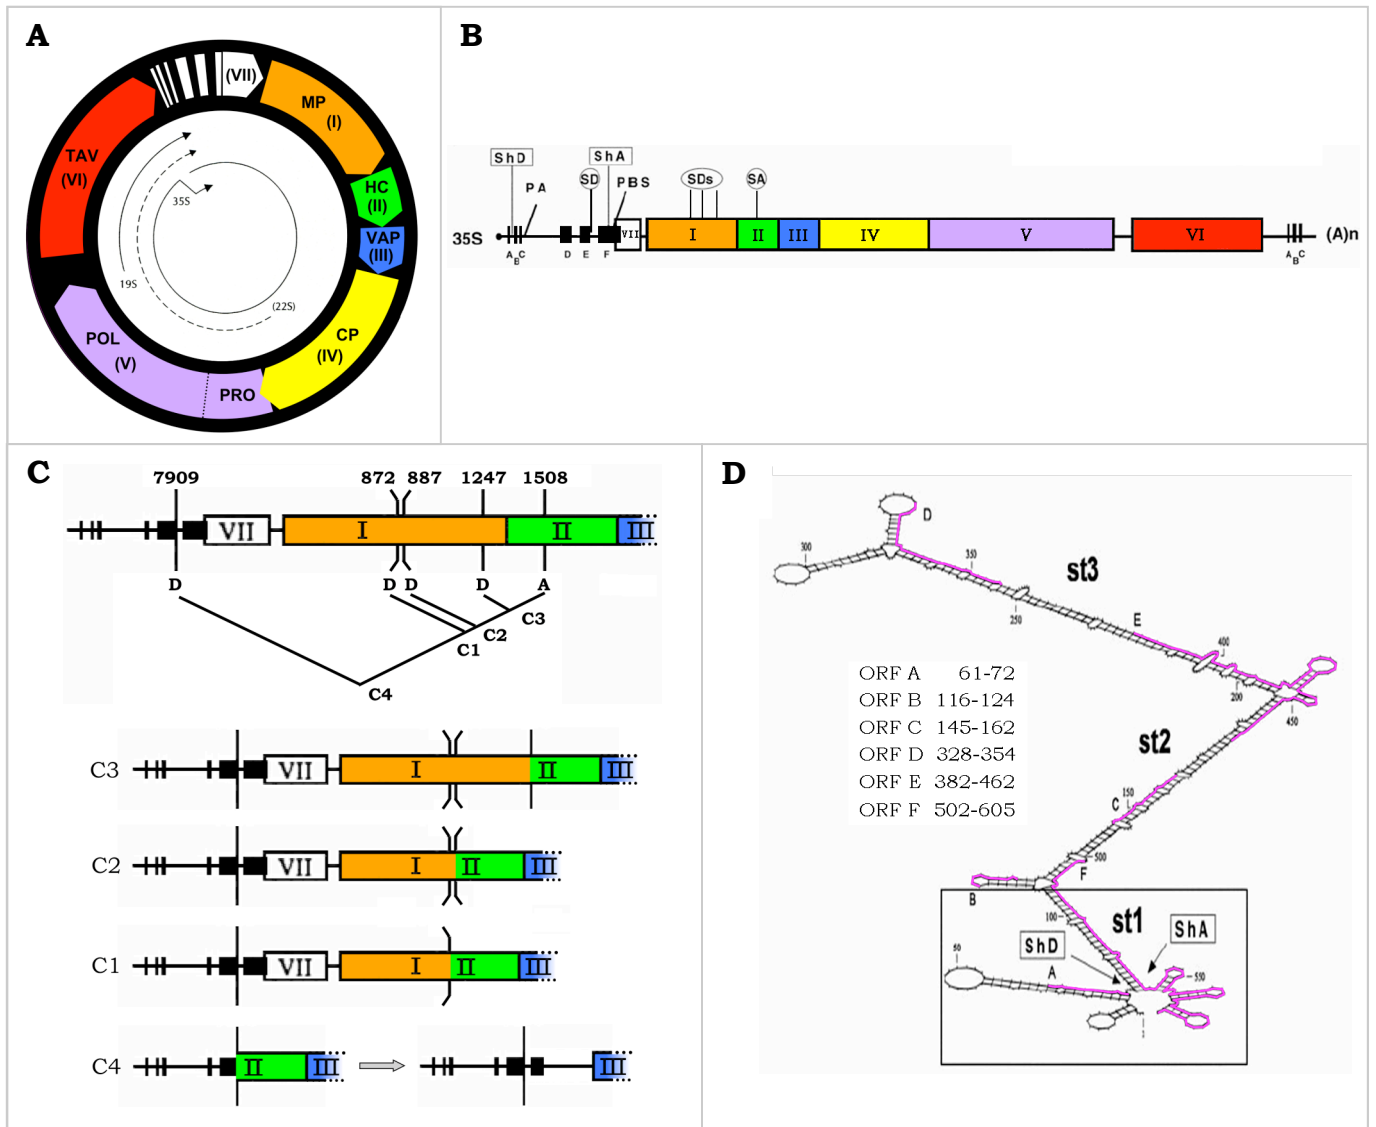 A
(VII)
MP
(I)
HC
(II)
VAP
(III)
CP
(IV)
PRO
POL
(V)
TAV
(VI)
35S
19S
(22S)
B
ShD
ShA
PA
SD
PBS
SDs
SA
35S
VII
I
II
III
IV
V
VI
(A)n
A B C
D
E
F
A B C
C
7909
872
887
1247
1508
VII
I
II
III
D
D D
D
A
C3
C2
C1
C4
C3
VII
I
II
III
C2
VII
I
II
III
C1
VII
I
II
III
C4
II
III
III
D
D
300
350
st3
250
E
400
200
450
ORF A 61-72
ORF B 116-124
ORF C 145-162
ORF D 328-354
ORF E 382-462
ORF F 502-605
st2
150
C
500
F
B
100
st1
ShD
ShA
50
A
550
1